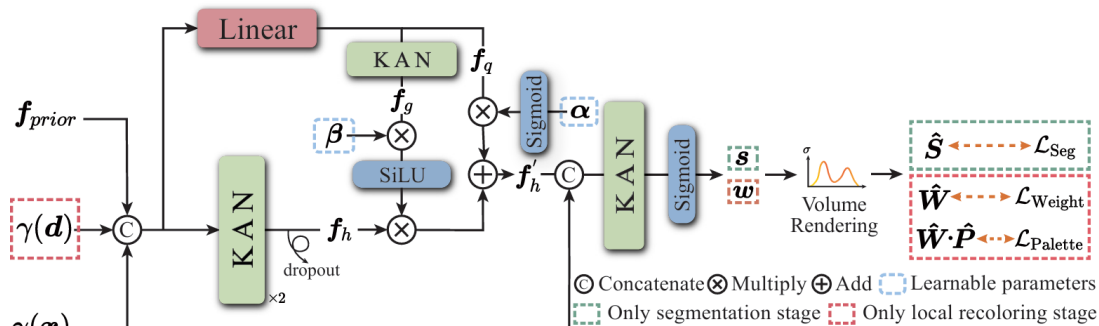 Linear
KAN
f_q
f_g
f_prior
β
Sigmoid
α
SiLU
KAN
×2
γ(d)
C
dropout
f_h
f_h'
C
KAN
Sigmoid
s
w
σ
Volume
Rendering
Ŝ
L_Seg
Ŵ
L_Weight
Ŵ·P̂
L_Palette
C Concatenate ⊗ Multiply ⊕ Add Learnable parameters
Only segmentation stage Only local recoloring stage